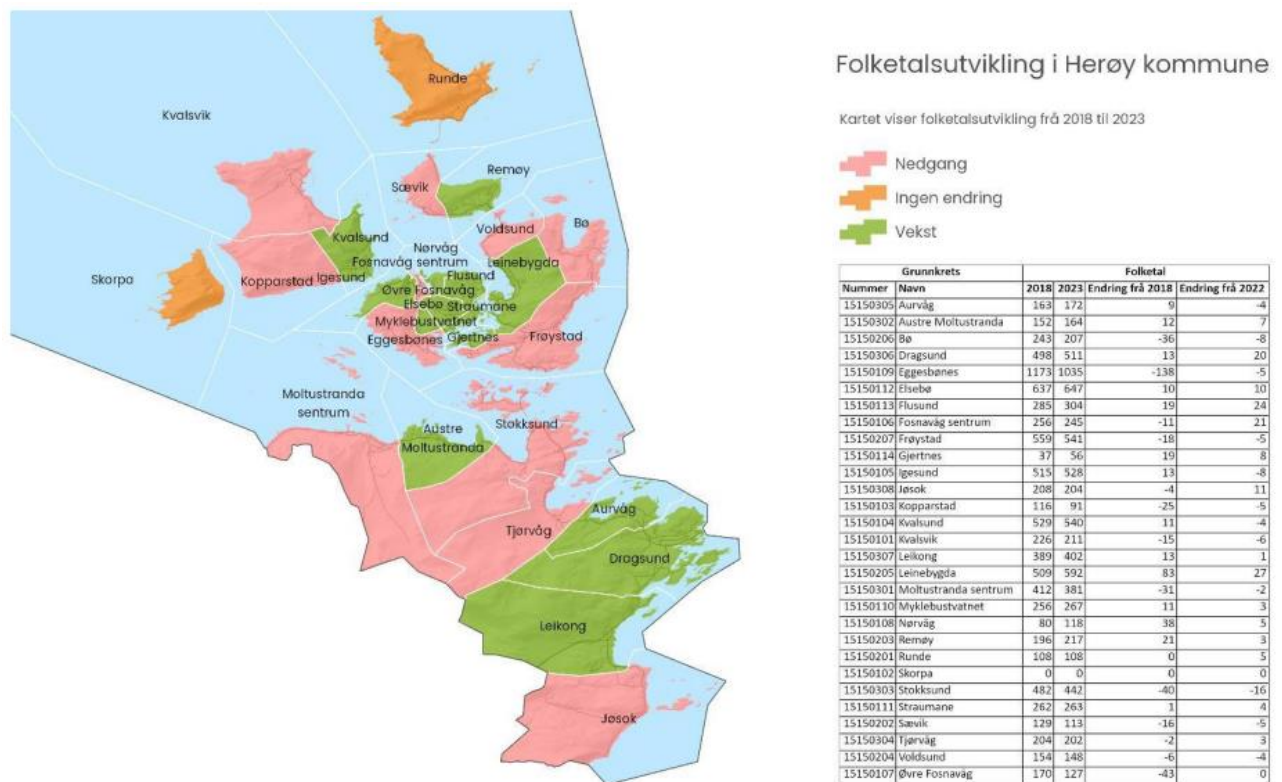 Runde
Kvalsvik
Remøy
Sævik
Bø
Voldsund
Kvalsund
Nørvåg
Fosnavåg sentrum
Leinebygda
Flusund
Skorpa
Kopparstad
Igesund
Øvre Fosnavåg
Elsebø
Straumane
Myklebustvatnet
Eggesbønes
Gjertnes
Frøystad
Moltustranda
sentrum
Stokksund
Austre
Moltustranda
Aurvåg
Tjørvåg
Dragsund
Leikong
Jøsok
Folketalsutvikling i Herøy kommune
Kartet viser folketalsutvikling frå 2018 til 2023
Nedgang
Ingen endring
Vekst
Grunnkrets Folketal
Nummer Navn 2018 2023 Endring frå 2018 Endring frå 2022
15150305 Aurvåg 163 172 9 -4
15150302 Austre Moltustranda 152 164 12 7
15150206 Bø 243 207 -36 -8
15150306 Dragsund 498 511 13 20
15150109 Eggesbønes 1173 1035 -138 -5
15150112 Elsebø 637 647 10 10
15150113 Flusund 285 304 19 24
15150106 Fosnavåg sentrum 256 245 -11 21
15150207 Frøystad 559 541 -18 -5
15150114 Gjertnes 37 56 19 8
15150105 Igesund 515 528 13 -8
15150308 Jøsok 208 204 -4 11
15150103 Kopparstad 116 91 -25 -5
15150104 Kvalsund 529 540 11 -4
15150101 Kvalsvik 226 211 -15 -6
15150307 Leikong 389 402 13 1
15150205 Leinebygda 509 592 83 27
15150301 Moltustranda sentrum 412 381 -31 -2
15150110 Myklebustvatnet 256 267 11 3
15150108 Nørvåg 80 118 38 5
15150203 Remøy 196 217 21 3
15150201 Runde 108 108 0 5
15150102 Skorpa 0 0 0 0
15150303 Stokksund 482 442 -40 -16
15150111 Straumane 262 263 1 4
15150202 Sævik 129 113 -16 -5
15150304 Tjørvåg 204 202 -2 3
15150204 Voldsund 154 148 -6 -4
15150107 Øvre Fosnavåg 170 127 -43 0